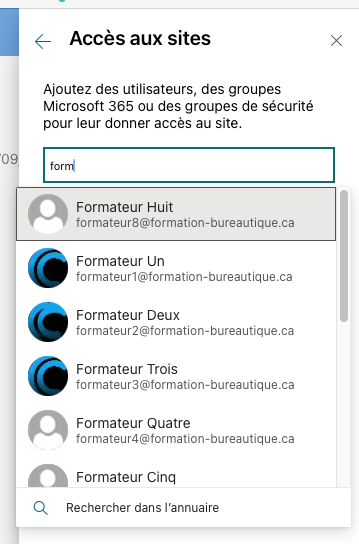 Accès aux sites
Ajoutez des utilisateurs, des groupes
Microsoft 365 ou des groupes de sécurité
pour leur donner accès au site.
/09
form
Formateur Huit
formateur8@formation-bureautique.ca
Formateur Un
formateur1@formation-bureautique.ca
Formateur Deux
formateur2@formation-bureautique.ca
Formateur Trois
formateur3@formation-bureautique.ca
Formateur Quatre
formateur4@formation-bureautique.ca
Formateur Cinq
Rechercher dans l’annuaire